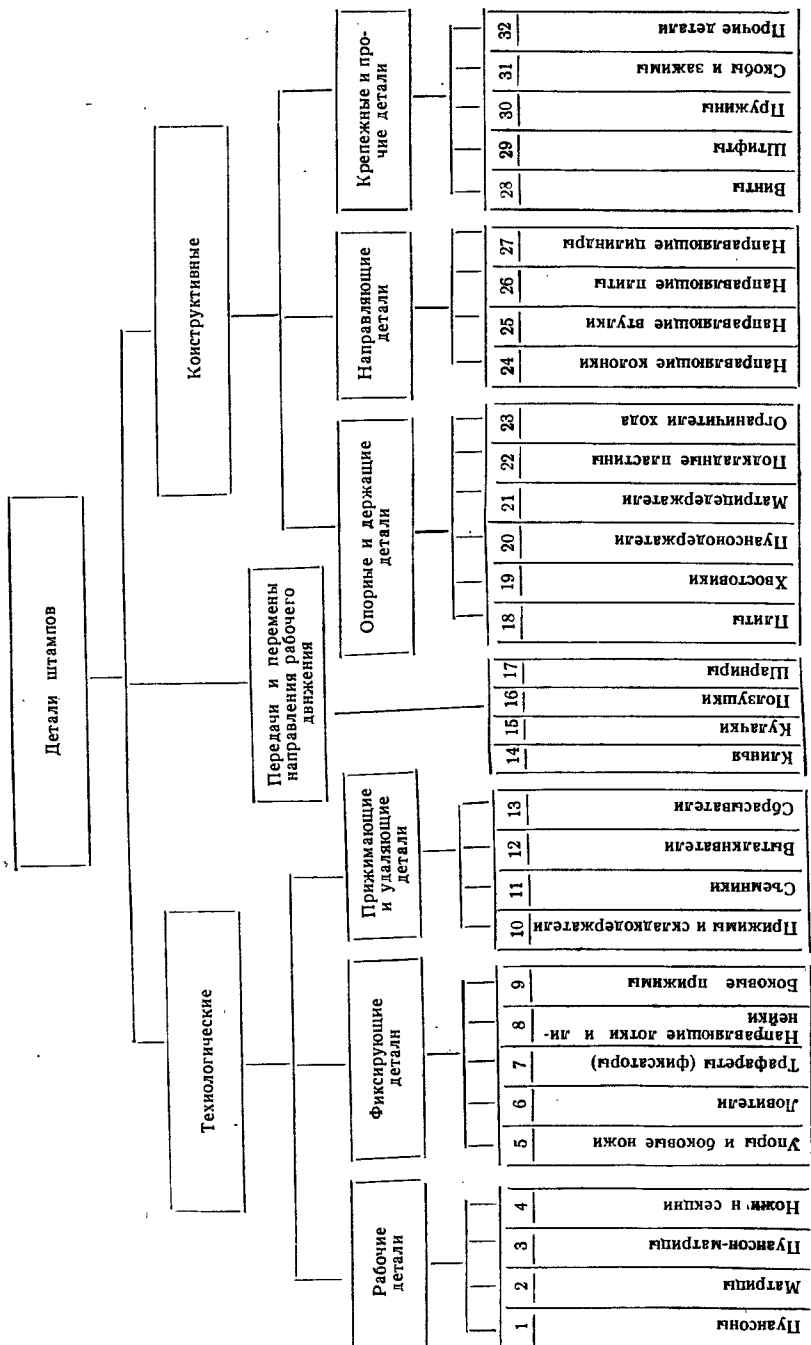 Детали штампов
Технологические
Передачи и перемены
направления рабочего
движения
Конструктивные
Рабочие
детали
Фиксирующие
детали
Прижимающие
и удаляющие
детали
Опорные и держащие
детали
Направляющие
детали
Крепежные и про-
чие детали
1
Пуансоны
2
Матрицы
3
Пуансон-матрицы
4
Ножи и секции
5
Упоры и боковые ножи
6
Ловители
7
Трафареты (фиксаторы)
8
Направляющие лотки и ли-
нейки
9
Боковые прижимы
10
Прижимы и складкодержатели
11
Съемники
12
Выталкиватели
13
Сбрасыватели
14
Клинья
15
Кулачки
16
Ползушки
17
Шарниры
18
Плиты
19
Хвостовики
20
Пуансонодержатели
21
Матрицедержатели
22
Подкладные пластины
23
Ограничители хода
24
Направляющие колонки
25
Направляющие втулки
26
Направляющие плиты
27
Направляющие цилиндры
28
Винты
29
Штифты
30
Пружины
31
Скобы и зажимы
32
Прочие детали